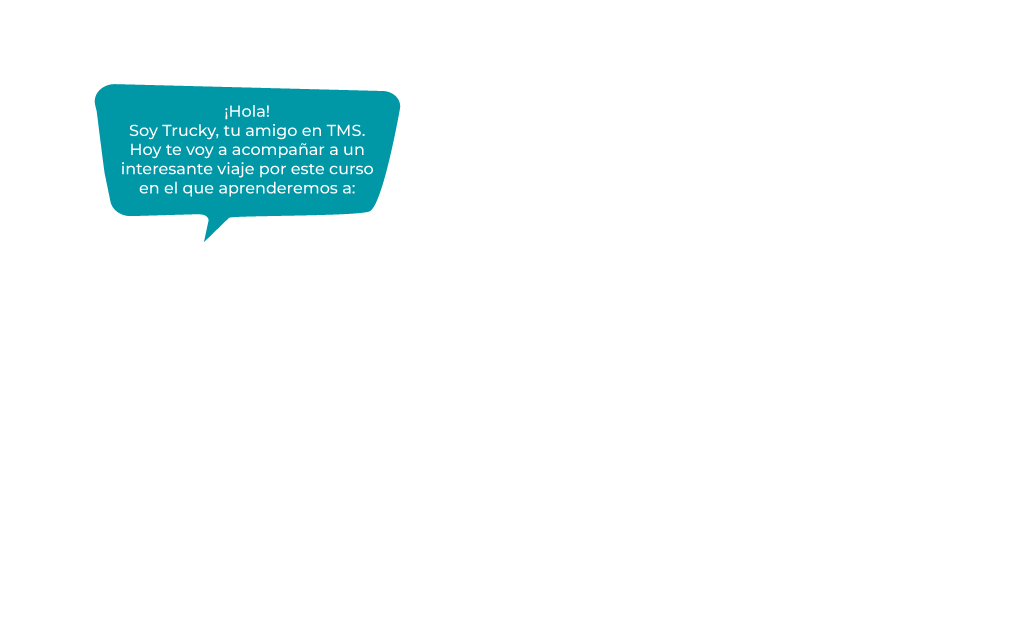 ¡Hola!
Soy Trucky, tu amigo en TMS.
Hoy te voy a acompañar a un
interesante viaje por este curso
en el que aprenderemos a: